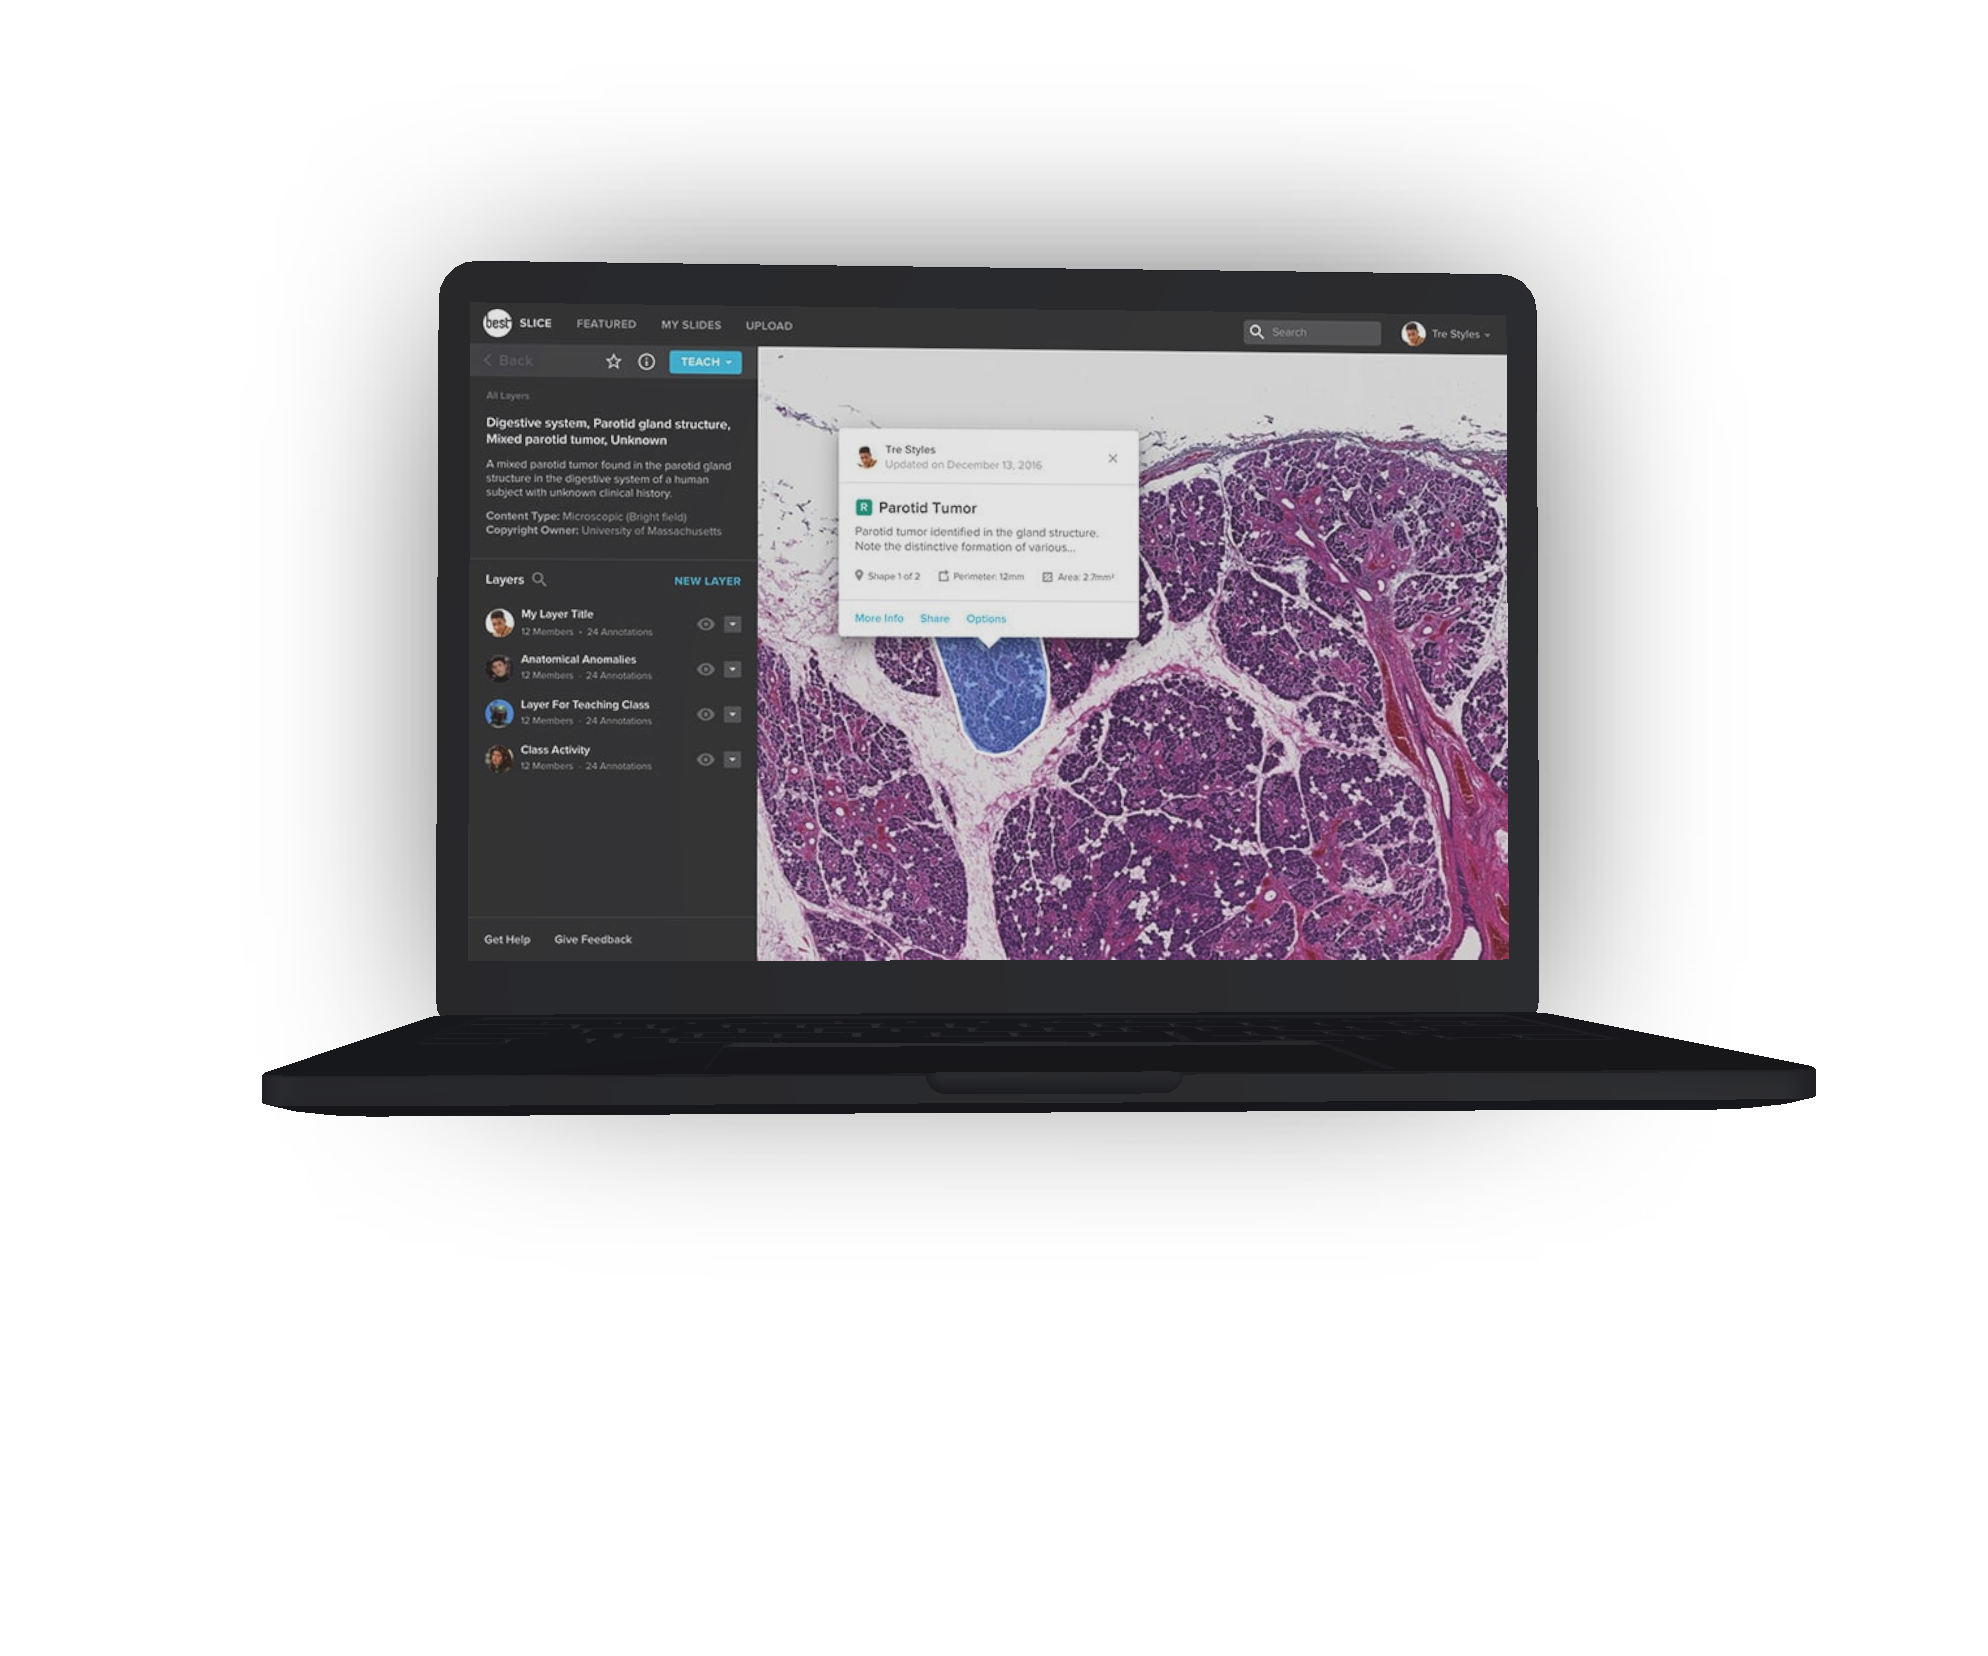 best SLICE FEATURED MY SLIDES UPLOAD Search Tre Styles
Back TEACH
All Layers
Digestive system, Parotid gland structure,
Mixed parotid tumor, Unknown
A mixed parotid tumor found in the parotid gland
structure in the digestive system of a human
subject with unknown clinical history.
Content Type: Microscopic (Bright field)
Copyright Owner: University of Massachusetts
Layers NEW LAYER
My Layer Title
12 Members • 24 Annotations
Anatomical Anomalies
12 Members · 24 Annotations
Layer For Teaching Class
12 Members · 24 Annotations
Class Activity
12 Members · 24 Annotations
Get Help Give Feedback
Tre Styles
Updated on December 13, 2016
R Parotid Tumor
Parotid tumor identified in the gland structure.
Note the distinctive formation of various...
Shape 1 of 2 Perimeter: 12mm Area: 2.7mm²
More Info Share Options